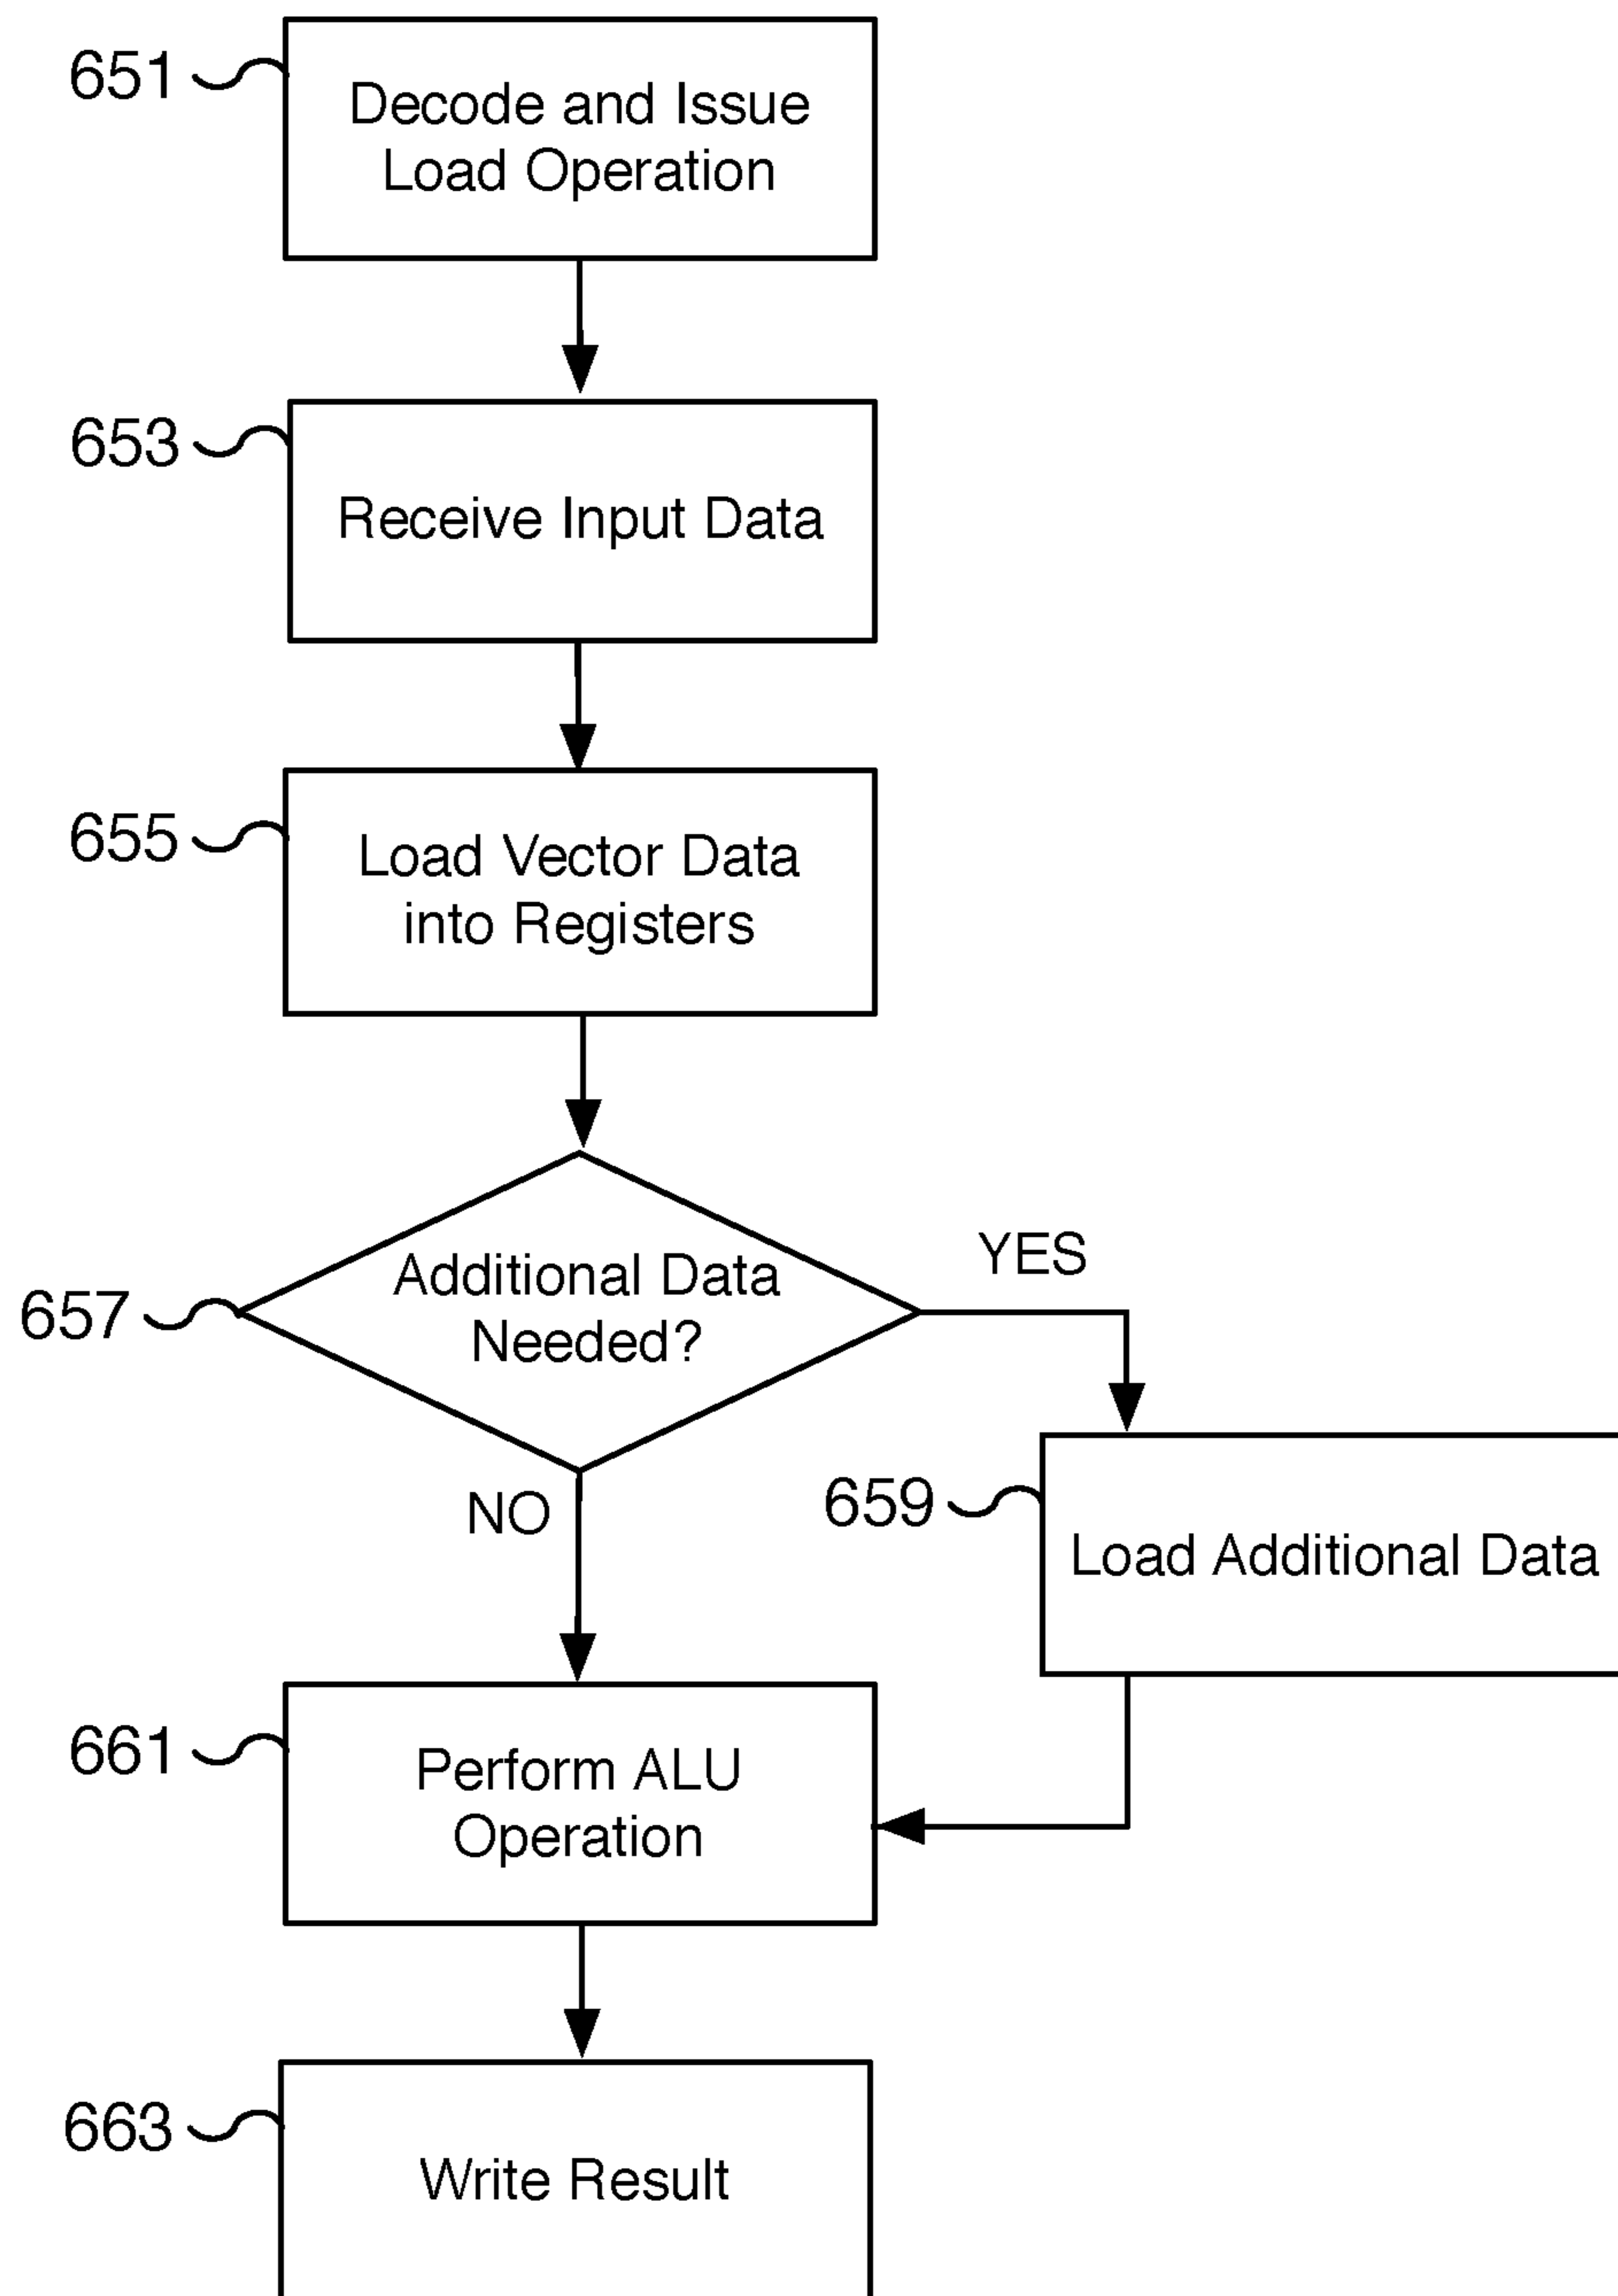 651
Decode and Issue
Load Operation
653
Receive Input Data
655
Load Vector Data
into Registers
657
Additional Data
Needed?
YES
NO
659
Load Additional Data
661
Perform ALU
Operation
663
Write Result